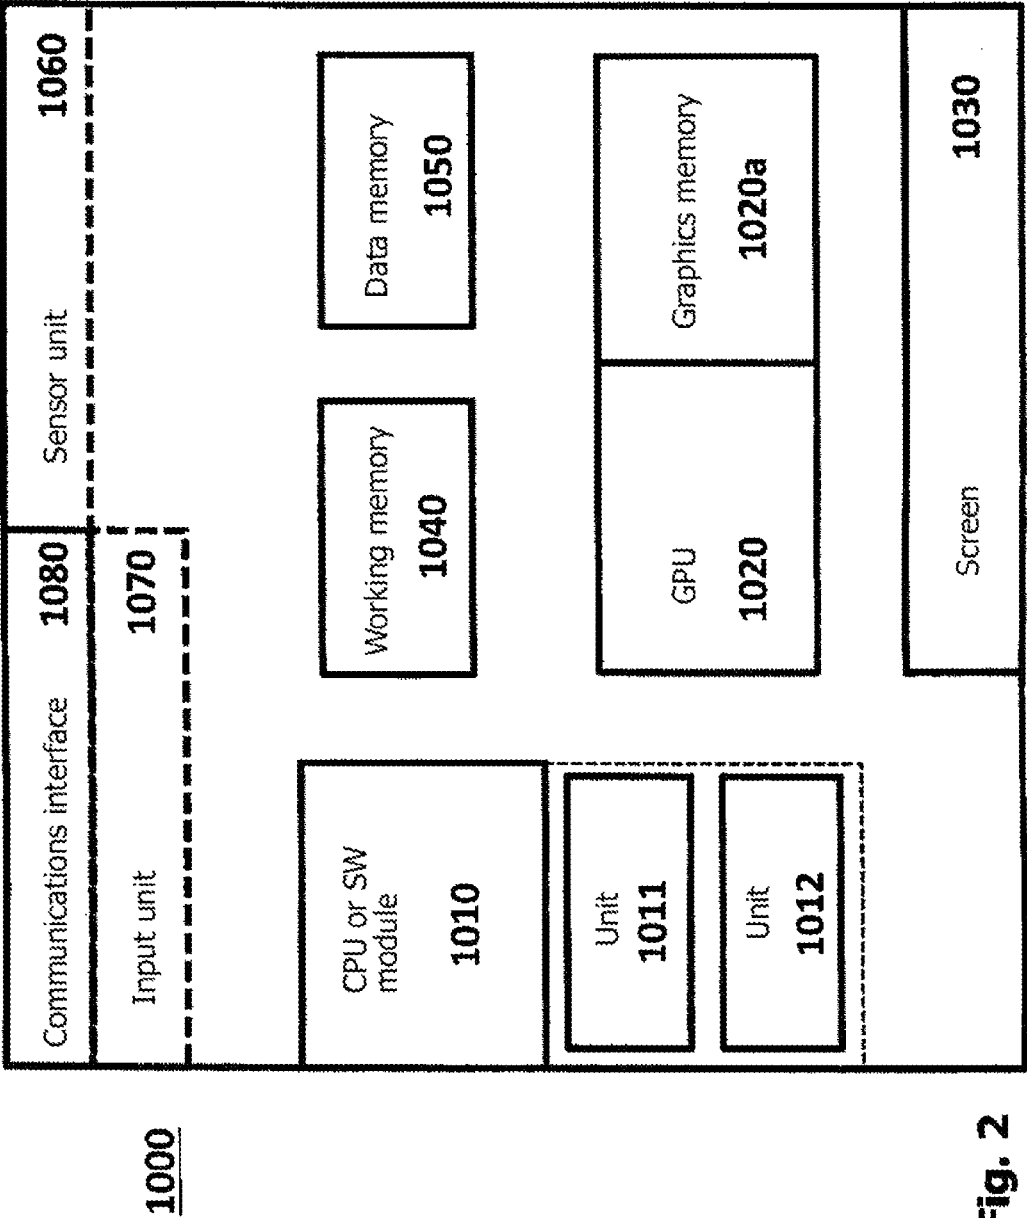 1000
Communications interface 1080
Sensor unit 1060
Input unit 1070
CPU or SW
module
1010
Working memory
1040
Data memory
1050
Unit
1011
Unit
1012
GPU
1020
Graphics memory
1020a
Screen 1030
Fig. 2